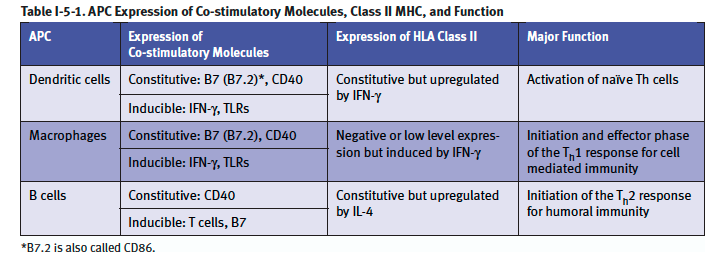 Table I-5-1. APC Expression of Co-stimulatory Molecules, Class II MHC, and Function
APC
Expression of
Co-stimulatory Molecules
Expression of HLA Class II
Major Function
Dendritic cells
Constitutive: B7 (B7.2)*, CD40
Inducible: IFN-γ, TLRs
Constitutive but upregulated
by IFN-γ
Activation of naïve Th cells
Macrophages
Constitutive: B7 (B7.2), CD40
Inducible: IFN-γ, TLRs
Negative or low level expres-
sion but induced by IFN-γ
Initiation and effector phase
of the Th1 response for cell
mediated immunity
B cells
Constitutive: CD40
Inducible: T cells, B7
Constitutive but upregulated
by IL-4
Initiation of the Th2 response
for humoral immunity
*B7.2 is also called CD86.